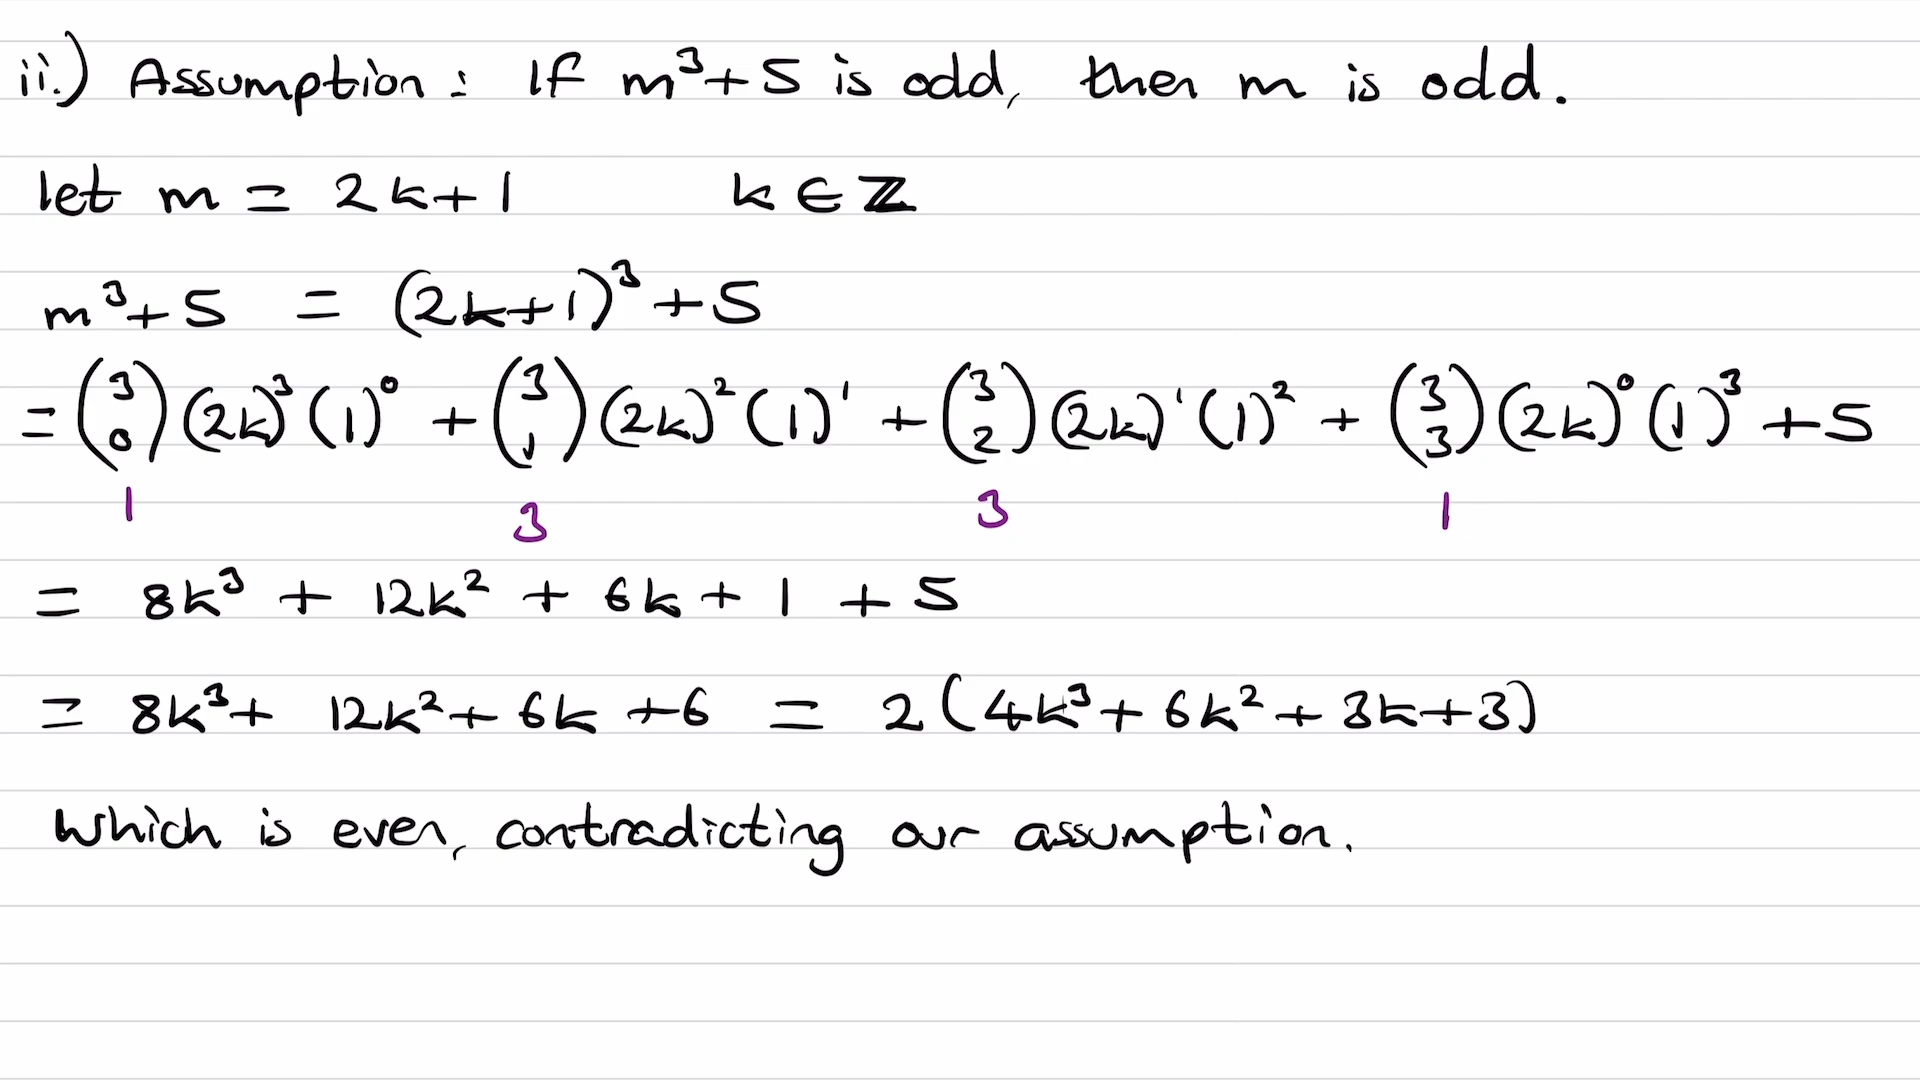 ii.) Assumption: If m³+5 is odd, then m is odd.
let m = 2k+1 k ∈ ℤ
m³+5 = (2k+1)³+5
= (3 0)(2k)³(1)⁰ + (3 1)(2k)²(1)¹ + (3 2)(2k)¹(1)² + (3 3)(2k)⁰(1)³ +5
1 3 3 1
= 8k³ + 12k² + 6k + 1 + 5
= 8k³+ 12k²+ 6k +6 = 2(4k³+ 6k²+ 3k+3)
Which is even, contradicting our assumption.